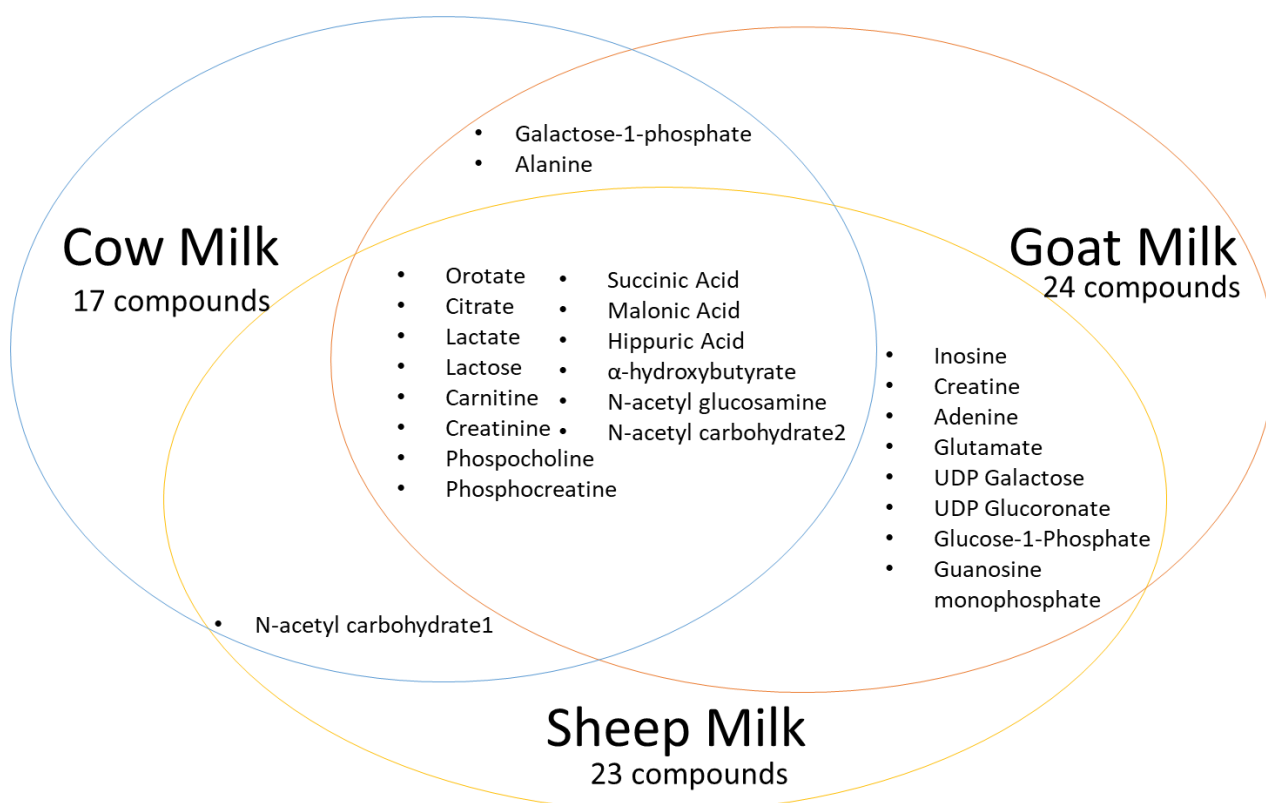 • Galactose-1-phosphate
• Alanine
Cow Milk
17 compounds
Goat Milk
24 compounds
• Orotate
• Citrate
• Lactate
• Lactose
• Carnitine
• Creatinine
• Phospocholine
• Phosphocreatine
• Succinic Acid
• Malonic Acid
• Hippuric Acid
• α-hydroxybutyrate
• N-acetyl glucosamine
• N-acetyl carbohydrate2
• Inosine
• Creatine
• Adenine
• Glutamate
• UDP Galactose
• UDP Glucoronate
• Glucose-1-Phosphate
• Guanosine
monophosphate
• N-acetyl carbohydrate1
Sheep Milk
23 compounds